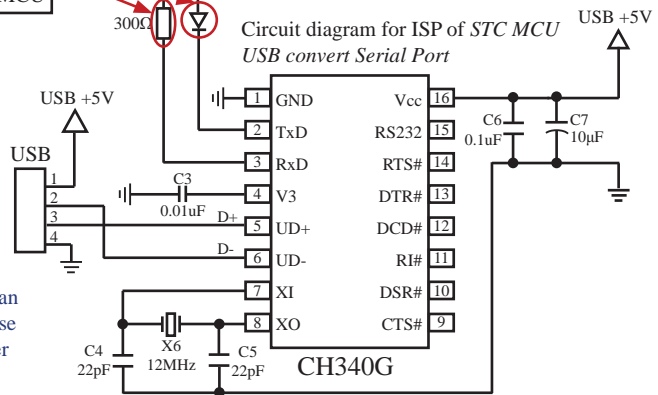 MCU
300Ω
Circuit diagram for ISP of STC MCU
USB convert Serial Port
USB +5V
USB +5V
USB
1
2
3
4
1 GND
2 TxD
3 RxD
4 V3
5 UD+
6 UD-
7 XI
8 XO
Vcc 16
RS232 15
RTS# 14
DTR# 13
DCD# 12
RI# 11
DSR# 10
CTS# 9
CH340G
C3
0.01uF
D+
D-
C6
0.1uF
C7
10μF
X6
12MHz
C4
22pF
C5
22pF
an
se
er